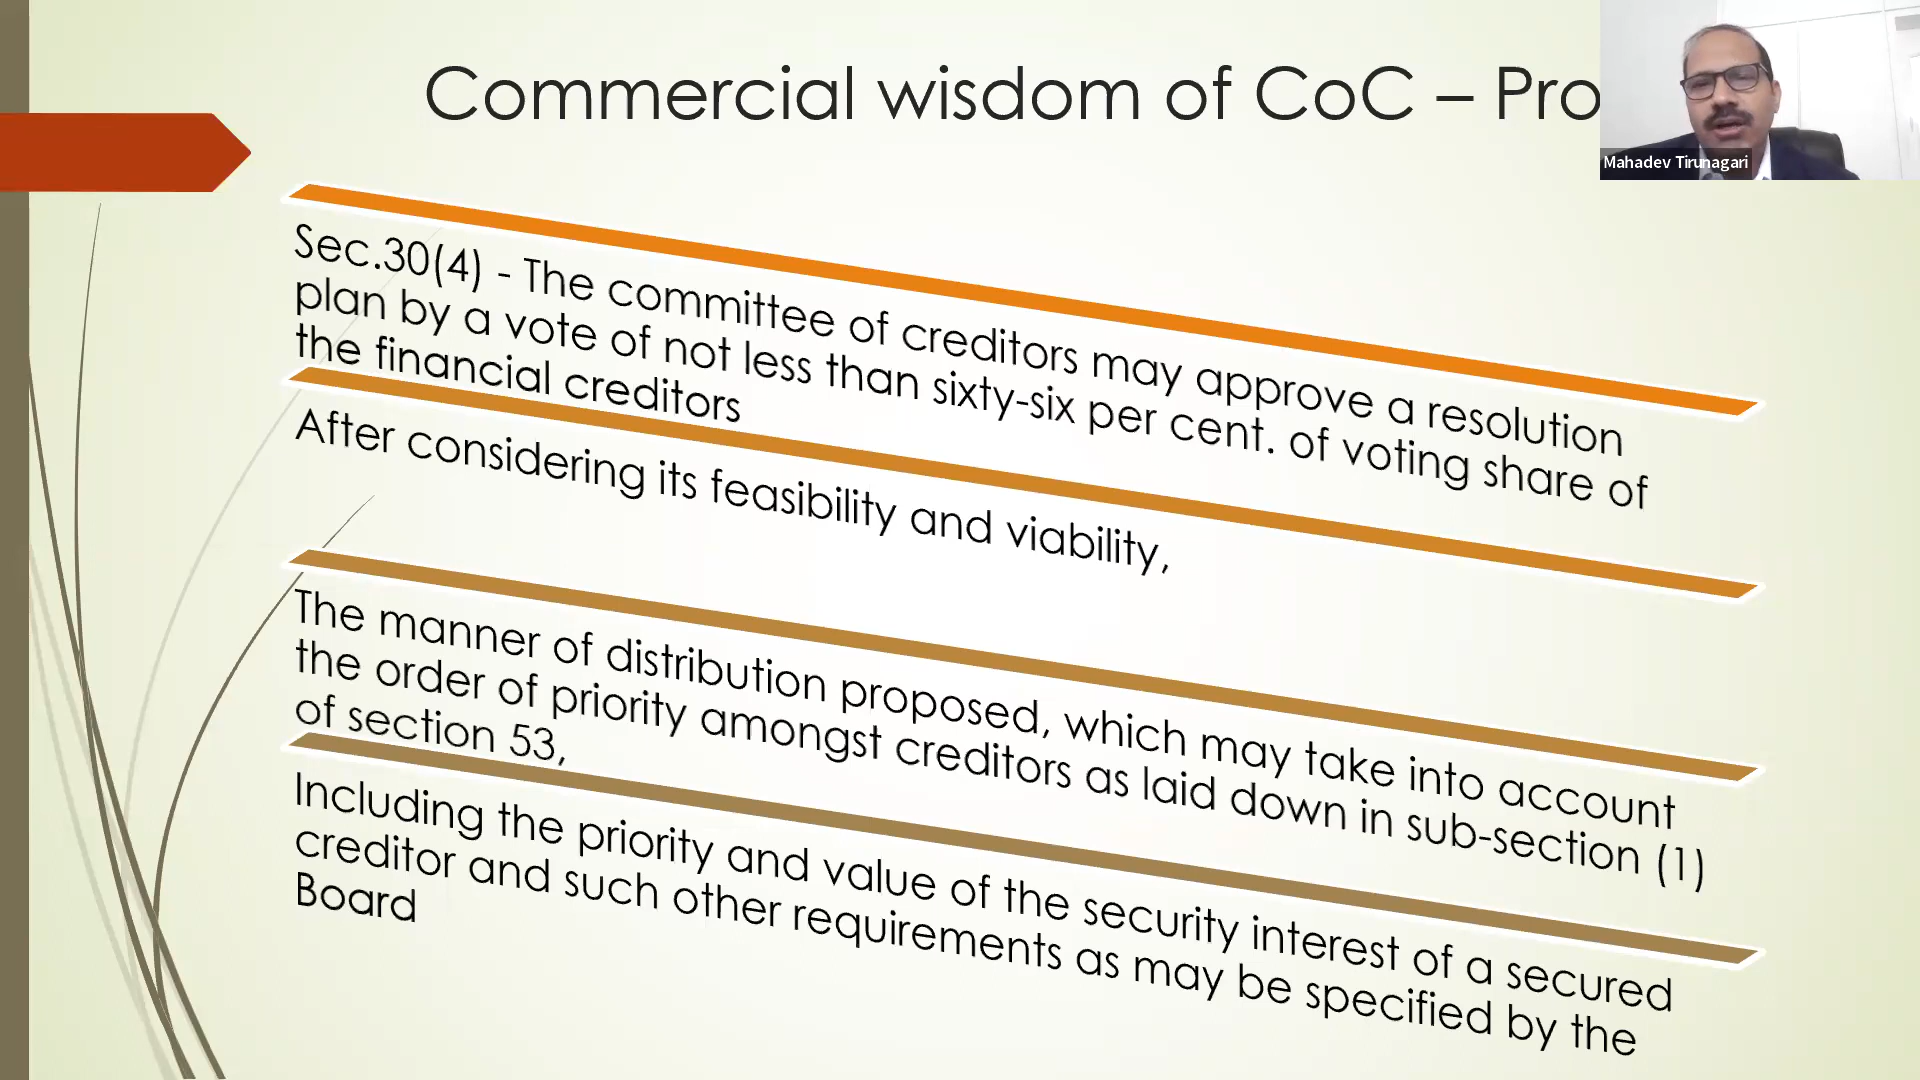 Commercial wisdom of CoC – Pro
Mahadev Tirunagari
Sec.30(4) - The committee of creditors may approve a resolution
plan by a vote of not less than sixty-six per cent. of voting share of
the financial creditors
After considering its feasibility and viability,
The manner of distribution proposed, which may take into account
the order of priority amongst creditors as laid down in sub-section (1)
of section 53,
Including the priority and value of the security interest of a secured
creditor and such other requirements as may be specified by the
Board